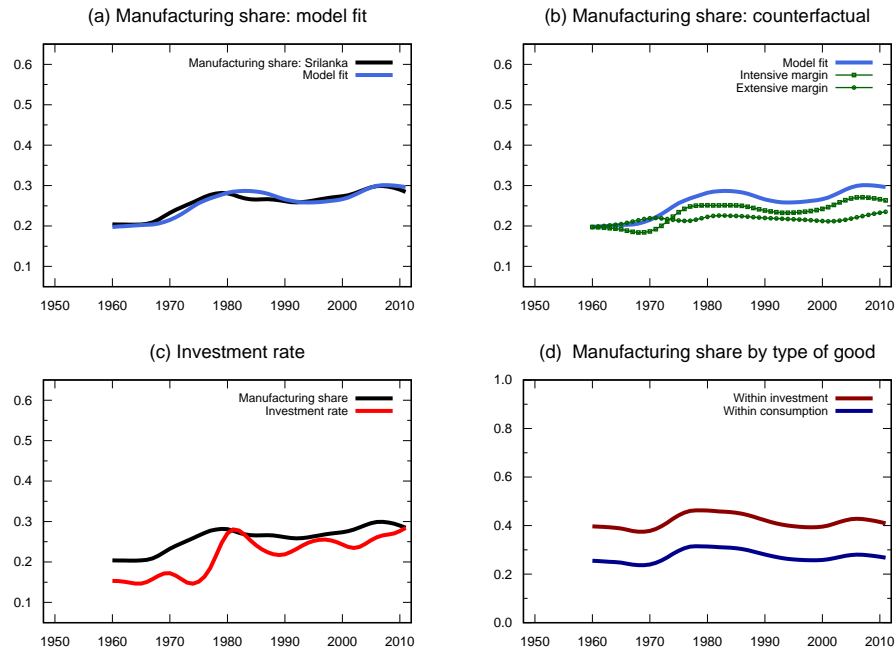 (a) Manufacturing share: model fit
0.6
0.5
0.4
0.3
0.2
0.1
1950 1960 1970 1980 1990 2000 2010
Manufacturing share: Srilanka
Model fit
(b) Manufacturing share: counterfactual
0.6
0.5
0.4
0.3
0.2
0.1
1950 1960 1970 1980 1990 2000 2010
Model fit
Intensive margin
Extensive margin
(c) Investment rate
0.6
0.5
0.4
0.3
0.2
0.1
1950 1960 1970 1980 1990 2000 2010
Manufacturing share
Investment rate
(d) Manufacturing share by type of good
1.0
0.8
0.6
0.4
0.2
0.0
1950 1960 1970 1980 1990 2000 2010
Within investment
Within consumption